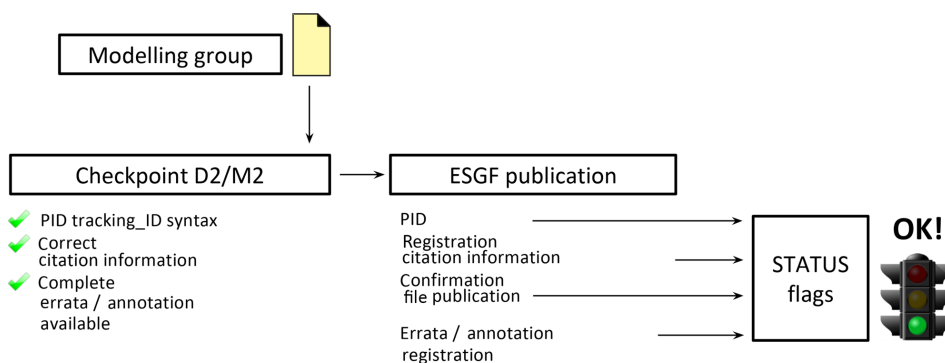 Modelling group
Checkpoint D2/M2
ESGF publication
PID tracking_ID syntax
Correct
citation information
Complete
errata / annotation
available
PID
Registration
citation information
Confirmation
file publication
Errata / annotation
registration
STATUS
flags
OK!